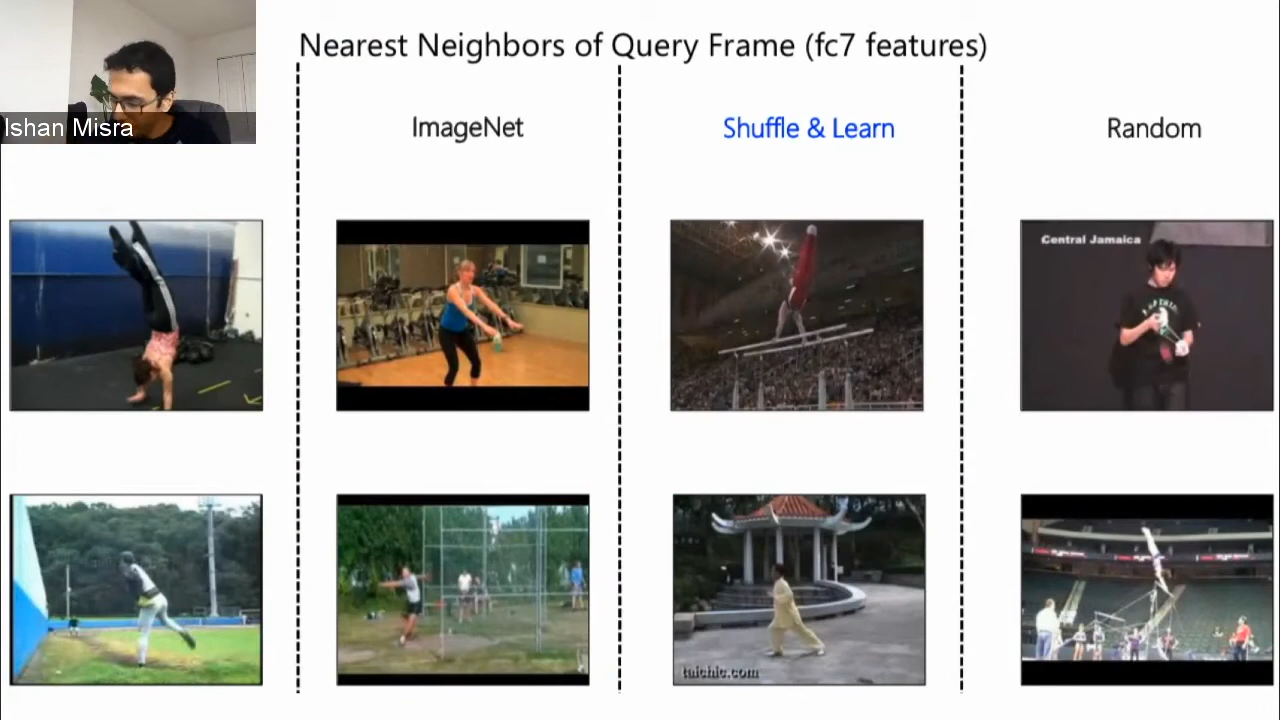 Nearest Neighbors of Query Frame (fc7 features)
Ishan Misra
ImageNet
Shuffle & Learn
Random
Central Jamaica
taichic.com